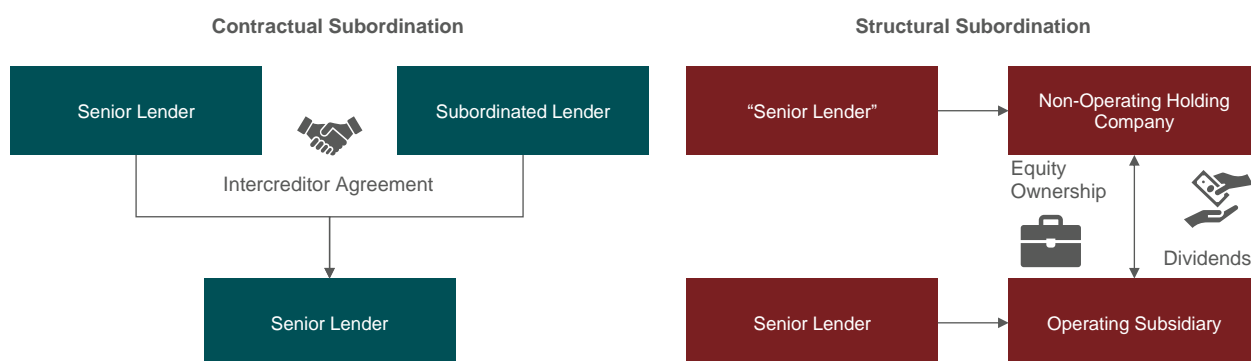 Contractual Subordination
Senior Lender
Subordinated Lender
Intercreditor Agreement
Senior Lender
Structural Subordination
“Senior Lender”
Non-Operating Holding
Company
Equity
Ownership
Dividends
Senior Lender
Operating Subsidiary